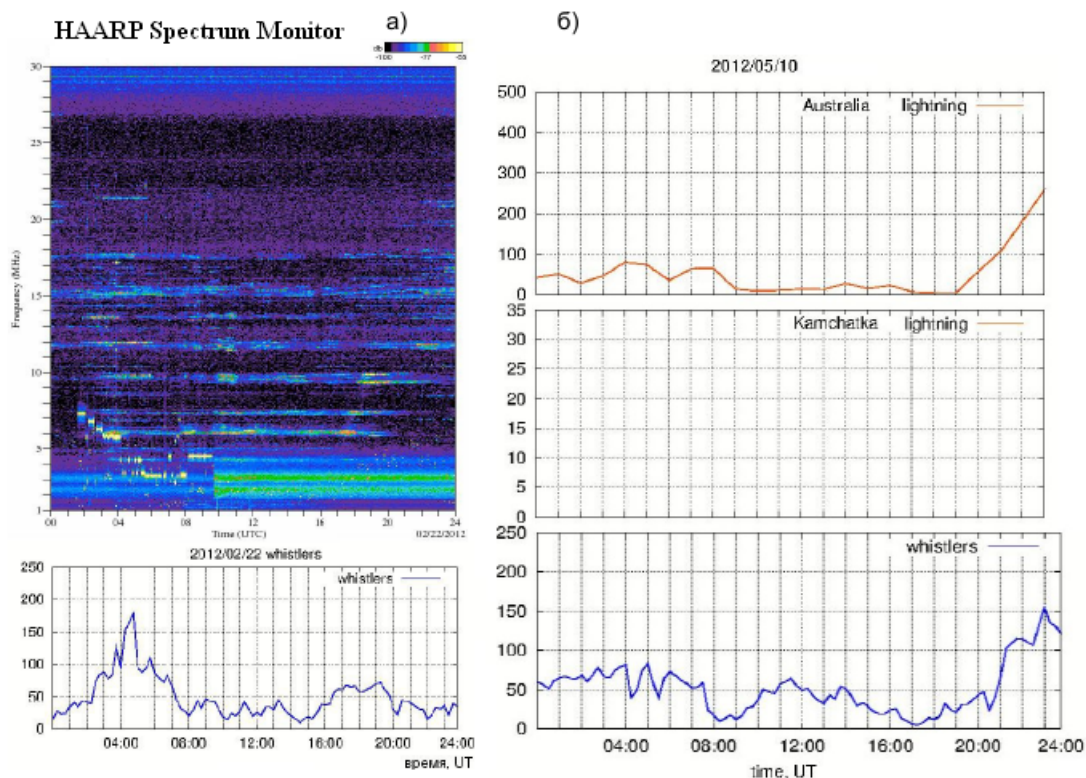 HAARP Spectrum Monitor
а)
db
-100 -77 -55
30
25
20
15
10
5
1
Frequency (MHz)
00 04 08 12 16 20 24
Time (UTC)
02/22/2012
2012/02/22 whistlers
whistlers
250
200
150
100
50
0
04:00 08:00 12:00 16:00 20:00 24:00
время, UT
б)
2012/05/10
Australia lightning
500
400
300
200
100
0
Kamchatka lightning
35
30
25
20
15
10
5
0
whistlers
250
200
150
100
50
0
04:00 08:00 12:00 16:00 20:00 24:00
time, UT